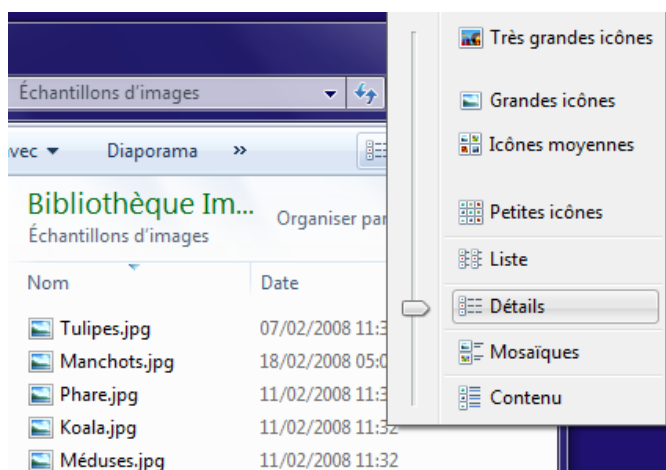 Très grandes icônes
Échantillons d'images
Grandes icônes
avec Diaporama »
Icônes moyennes
Bibliothèque Im...
Organiser par
Échantillons d'images
Petites icônes
Liste
Nom Date
Détails
Tulipes.jpg 07/02/2008 11:3
Manchots.jpg 18/02/2008 05:0
Mosaïques
Phare.jpg 11/02/2008 11:3
Contenu
Koala.jpg 11/02/2008 11:32
Méduses.jpg 11/02/2008 11:32